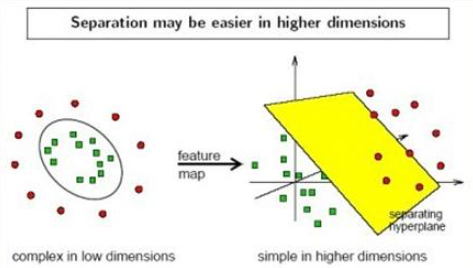 Separation may be easier in higher dimensions
feature
map
separating
hyperplane
complex in low dimensions
simple in higher dimensions